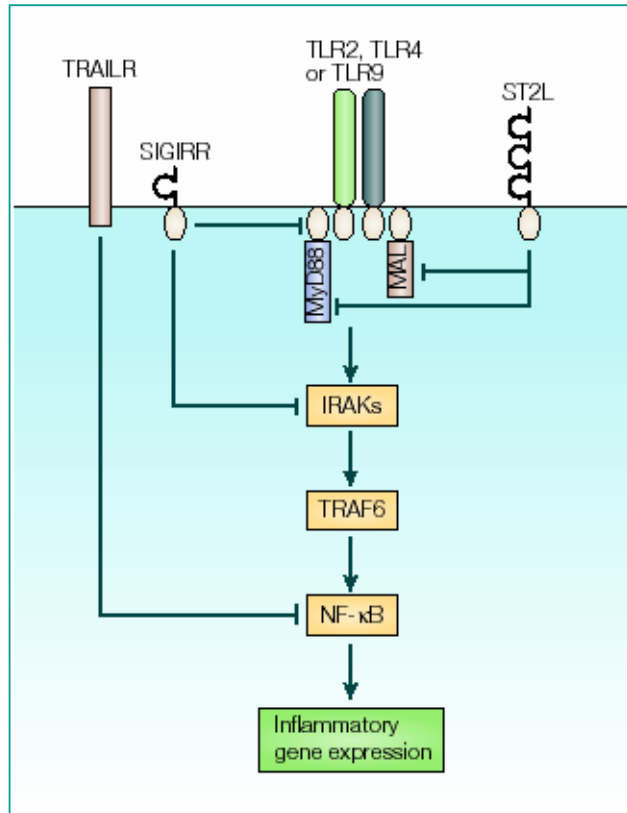 TLR2, TLR4
or TLR9
TRAILR
ST2L
SIGIRR
MyD88
MAL
IRAKs
TRAF6
NF-κB
Inflammatory
gene expression